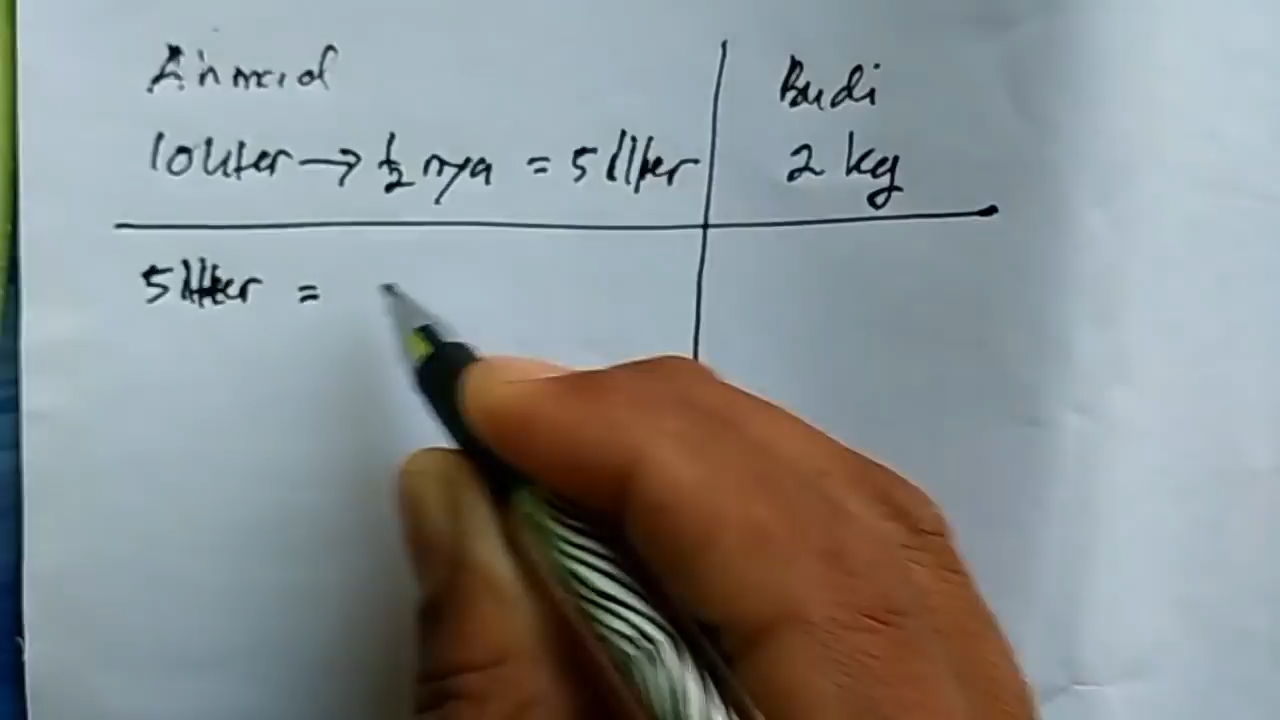 Ahmad
10 liter → 1/2 nya = 5 liter
Budi
2 kg
5 liter =